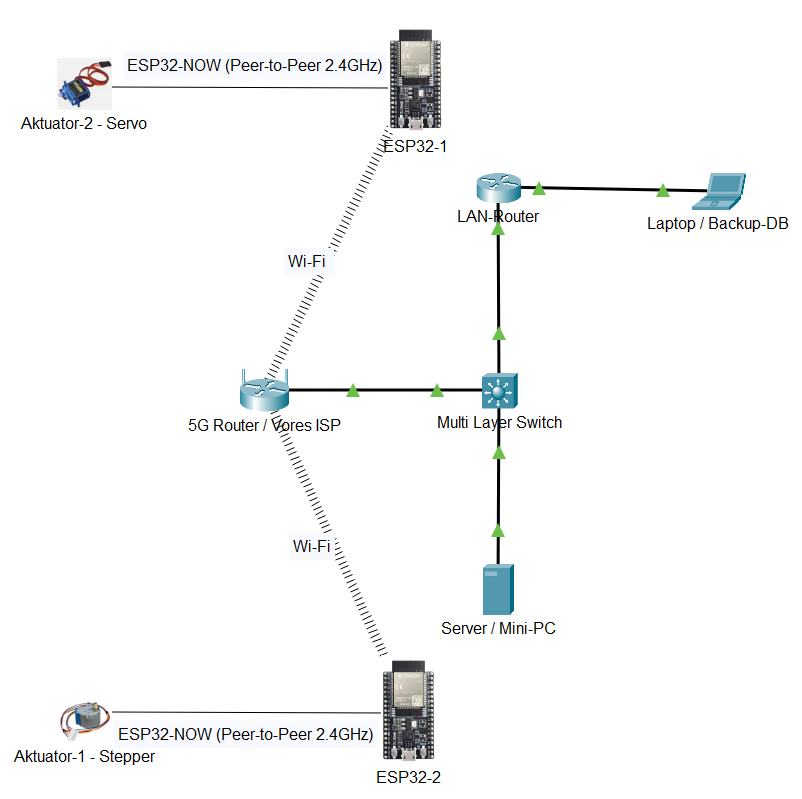 ESP32-NOW (Peer-to-Peer 2.4GHz)
Aktuator-2 - Servo
ESP32-1
LAN-Router
Laptop / Backup-DB
Wi-Fi
5G Router / Vores ISP
Multi Layer Switch
Wi-Fi
Server / Mini-PC
ESP32-NOW (Peer-to-Peer 2.4GHz)
Aktuator-1 - Stepper
ESP32-2